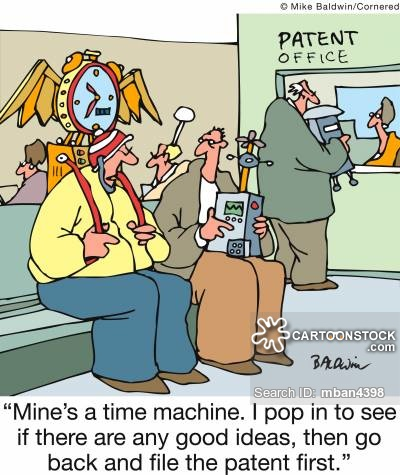 © Mike Baldwin/Cornered
PATENT
OFFICE
CARTOONSTOCK
.com
BALDWIN
Search ID: mban4398
“Mine’s a time machine. I pop in to see
if there are any good ideas, then go
back and file the patent first.”